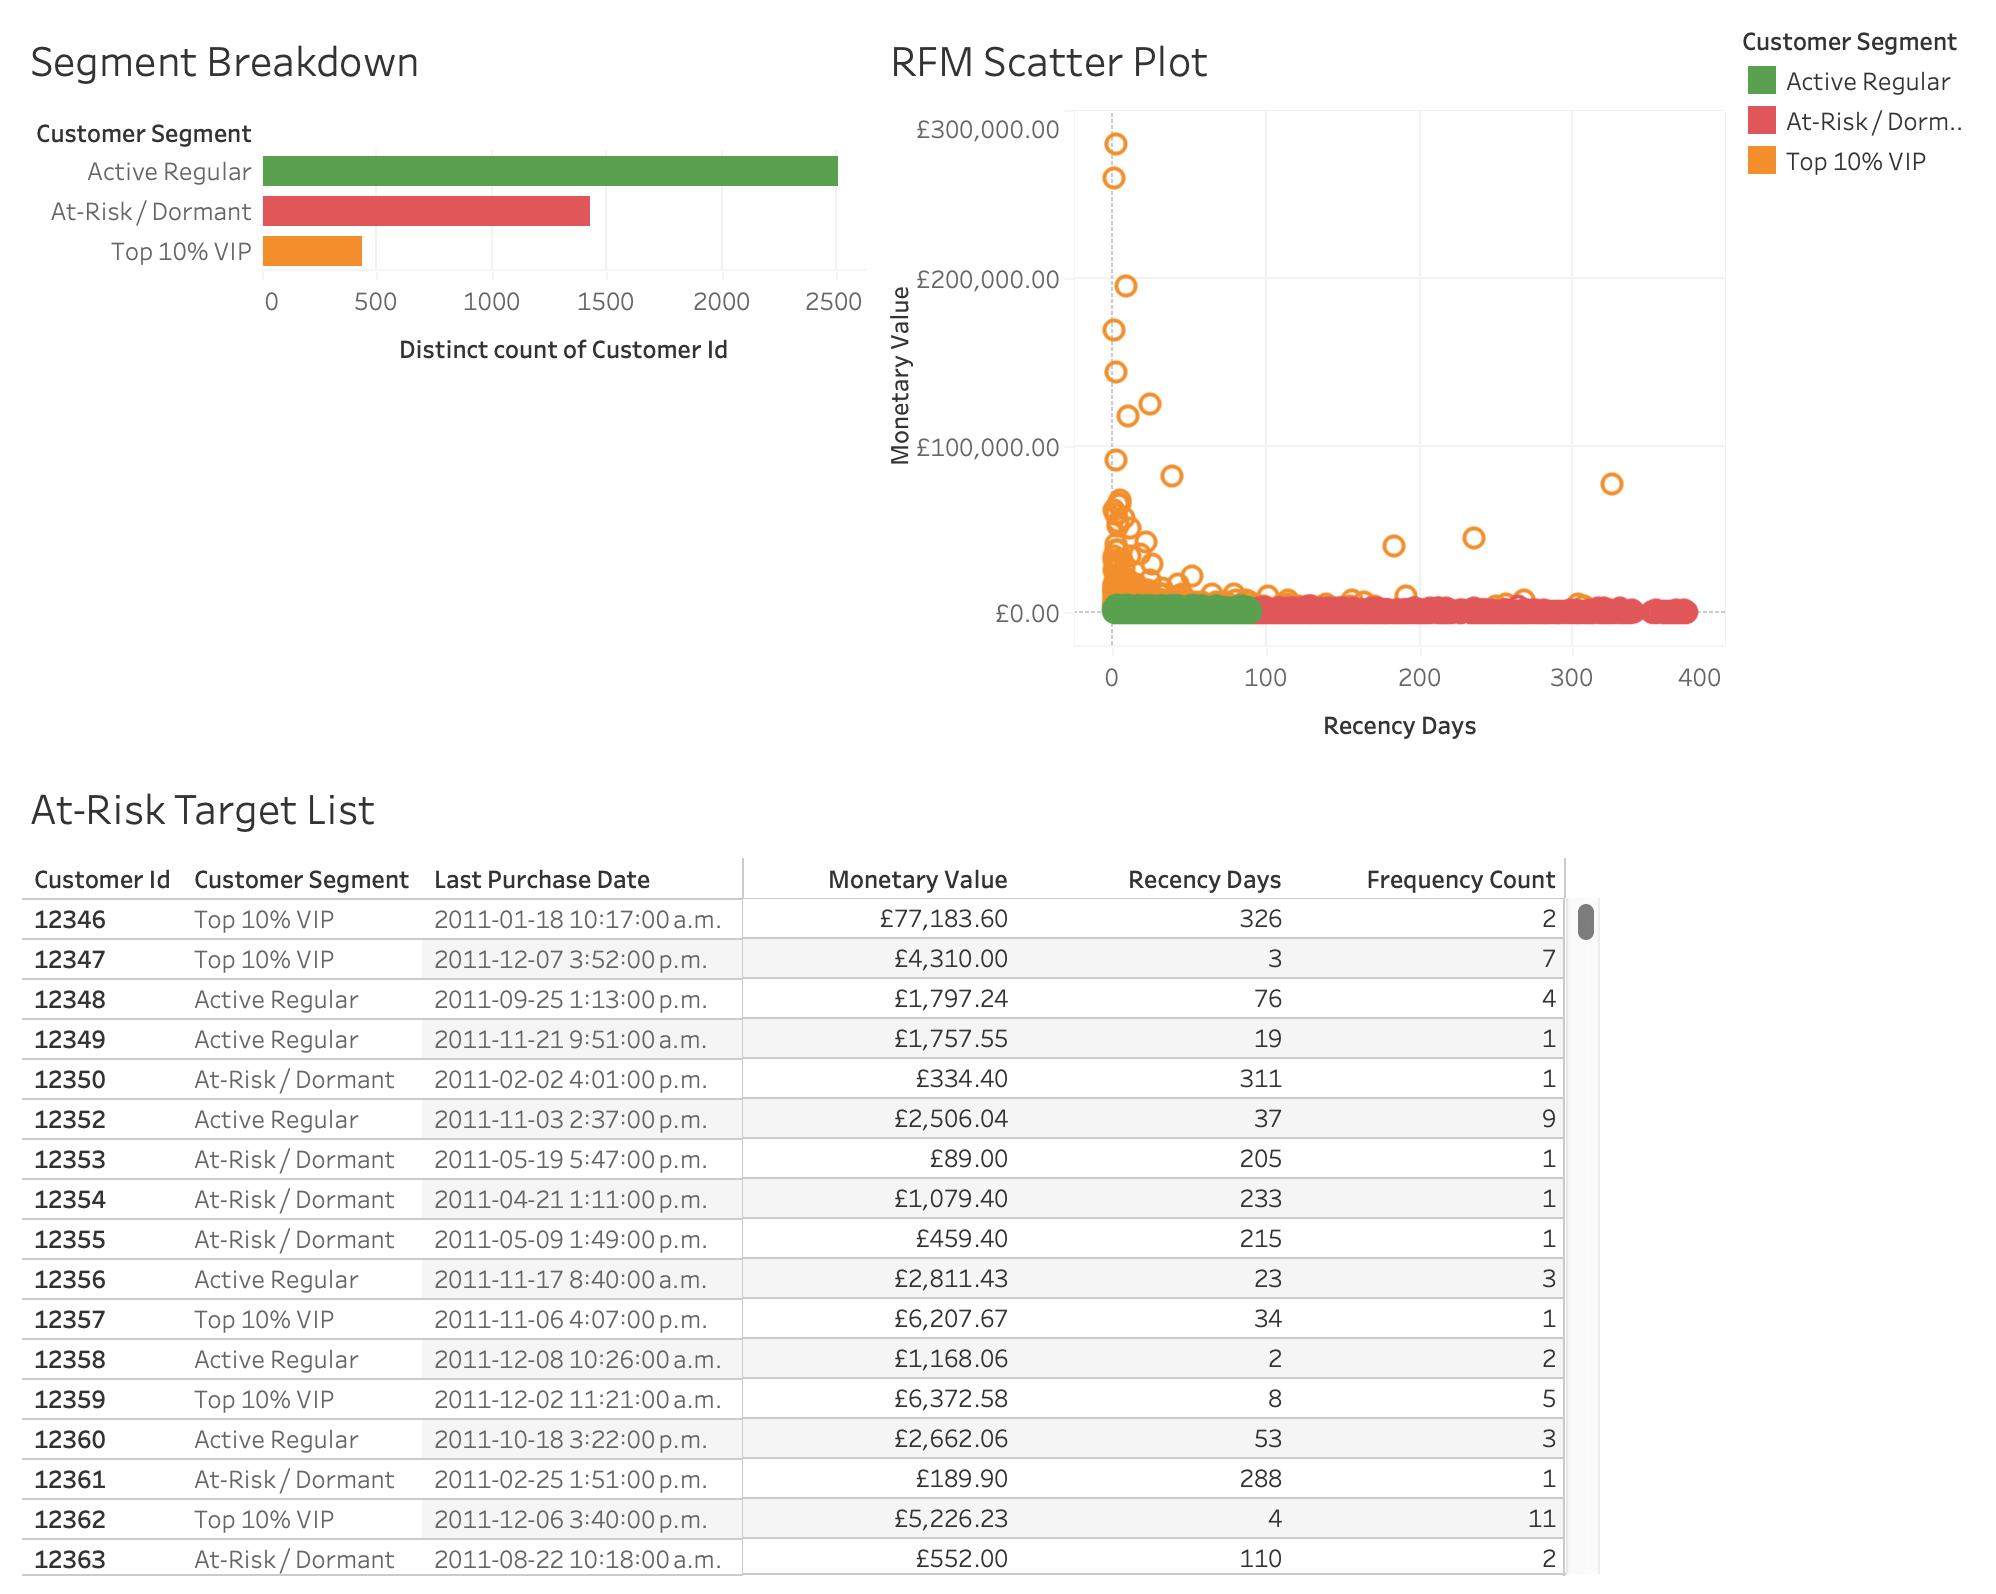 Segment Breakdown
Customer Segment
Active Regular
At-Risk / Dormant
Top 10% VIP
0 500 1000 1500 2000 2500
Distinct count of Customer Id
RFM Scatter Plot
£300,000.00
£200,000.00
£100,000.00
£0.00
Monetary Value
0 100 200 300 400
Recency Days
Customer Segment
Active Regular
At-Risk / Dorm..
Top 10% VIP
At-Risk Target List
Customer Id Customer Segment Last Purchase Date Monetary Value Recency Days Frequency Count
12346 Top 10% VIP 2011-01-18 10:17:00 a.m. £77,183.60 326 2
12347 Top 10% VIP 2011-12-07 3:52:00 p.m. £4,310.00 3 7
12348 Active Regular 2011-09-25 1:13:00 p.m. £1,797.24 76 4
12349 Active Regular 2011-11-21 9:51:00 a.m. £1,757.55 19 1
12350 At-Risk / Dormant 2011-02-02 4:01:00 p.m. £334.40 311 1
12352 Active Regular 2011-11-03 2:37:00 p.m. £2,506.04 37 9
12353 At-Risk / Dormant 2011-05-19 5:47:00 p.m. £89.00 205 1
12354 At-Risk / Dormant 2011-04-21 1:11:00 p.m. £1,079.40 233 1
12355 At-Risk / Dormant 2011-05-09 1:49:00 p.m. £459.40 215 1
12356 Active Regular 2011-11-17 8:40:00 a.m. £2,811.43 23 3
12357 Top 10% VIP 2011-11-06 4:07:00 p.m. £6,207.67 34 1
12358 Active Regular 2011-12-08 10:26:00 a.m. £1,168.06 2 2
12359 Top 10% VIP 2011-12-02 11:21:00 a.m. £6,372.58 8 5
12360 Active Regular 2011-10-18 3:22:00 p.m. £2,662.06 53 3
12361 At-Risk / Dormant 2011-02-25 1:51:00 p.m. £189.90 288 1
12362 Top 10% VIP 2011-12-06 3:40:00 p.m. £5,226.23 4 11
12363 At-Risk / Dormant 2011-08-22 10:18:00 a.m. £552.00 110 2